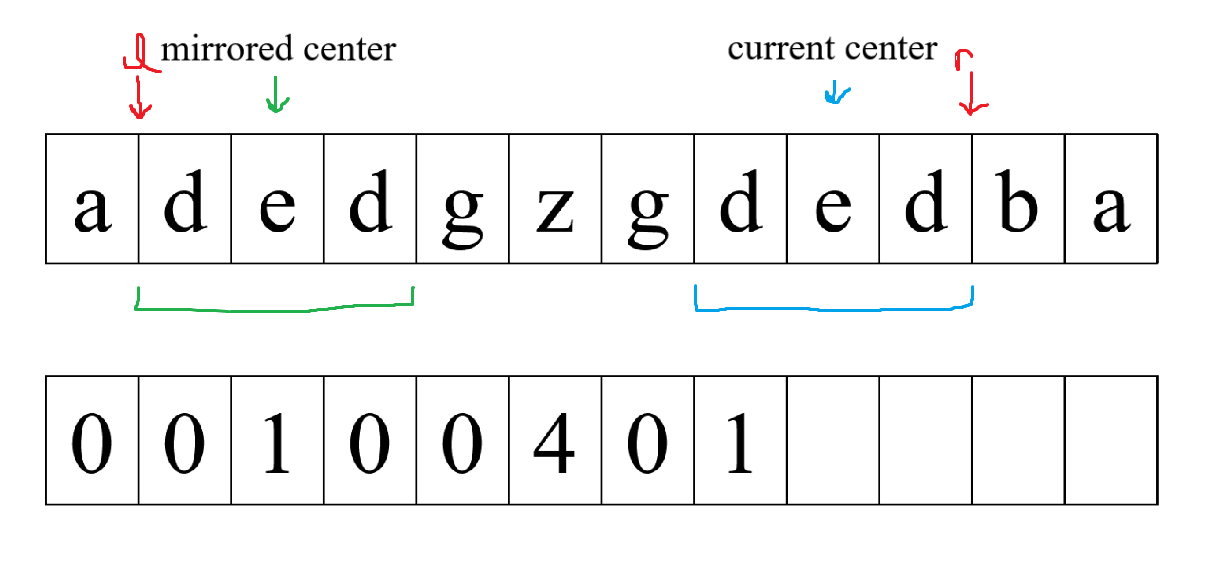 l mirrored center current center r
a d e d g z g d e d b a
0 0 1 0 0 4 0 1